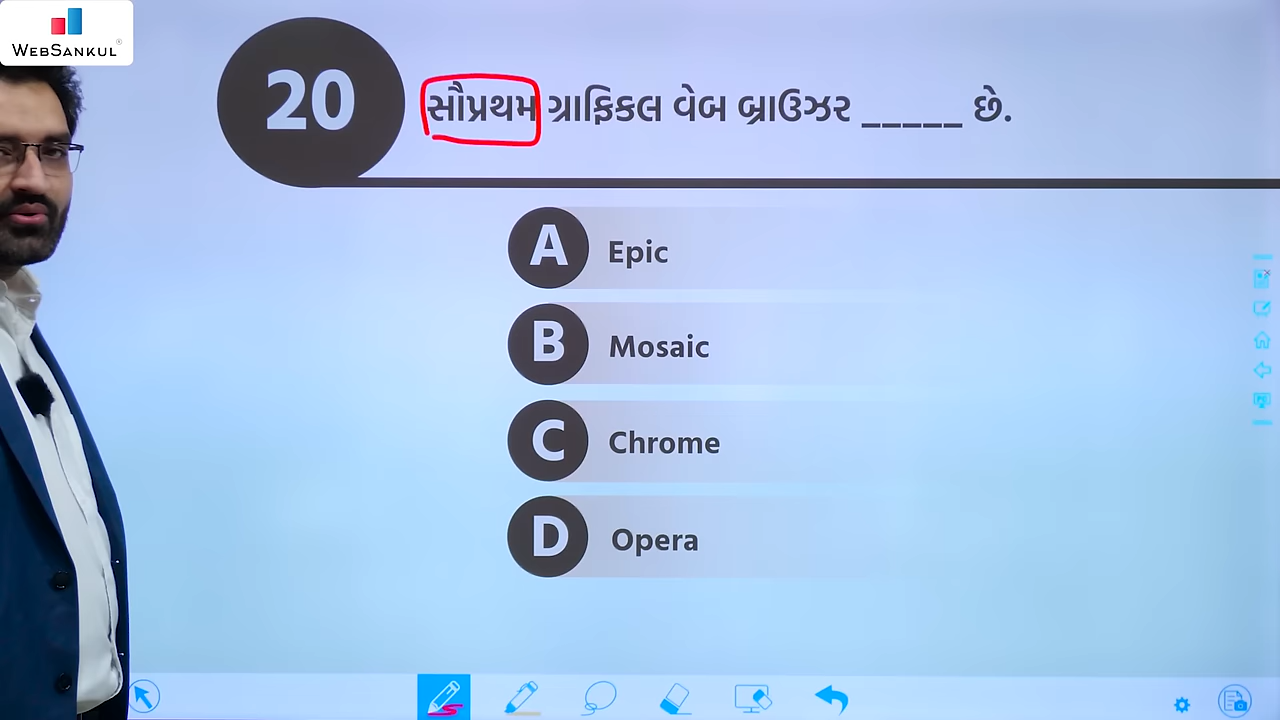 WEBSANKUL
20
સૌપ્રથમ ગ્રાફિકલ વેબ બ્રાઉઝર _____ છે.
A Epic
B Mosaic
C Chrome
D Opera